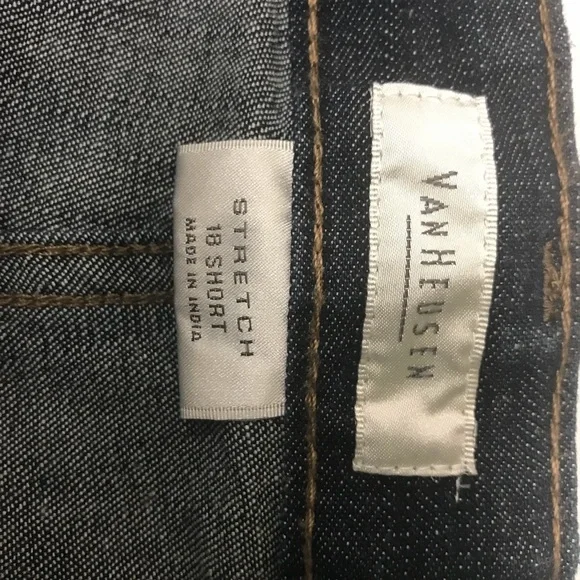 VANHEUSEN
STRETCH
18 SHORT
MADE IN INDIA